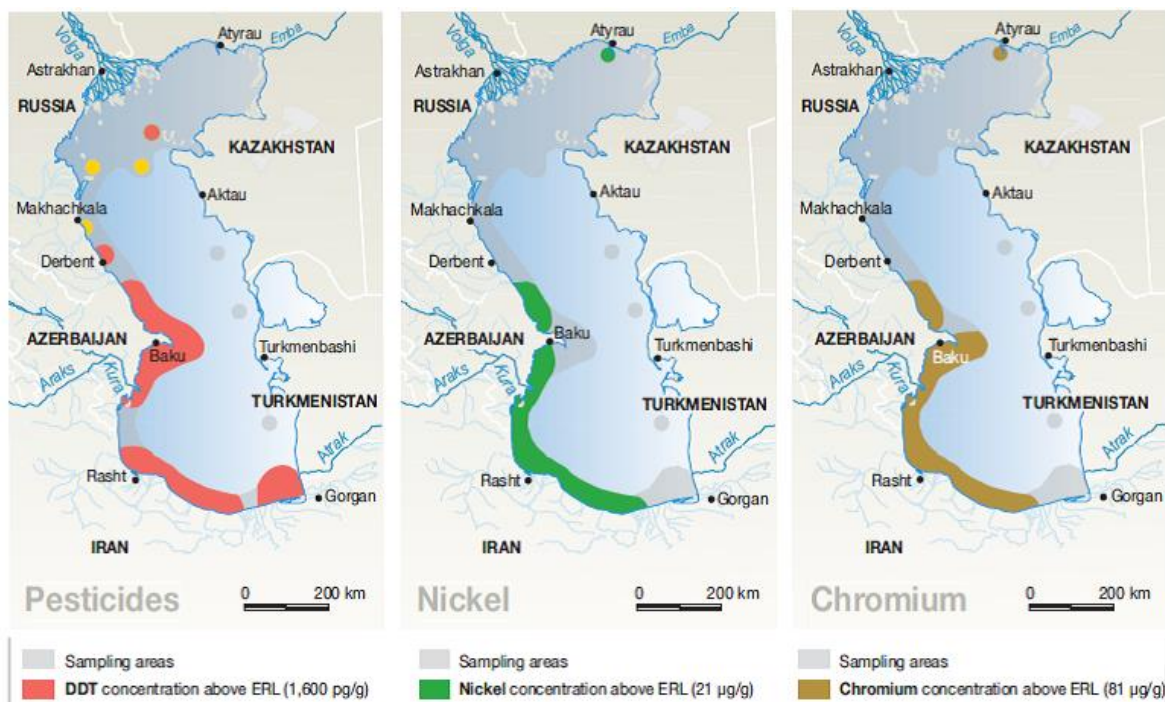 Volga
Atyrau
Emba
Astrakhan
RUSSIA
KAZAKHSTAN
Aktau
Makhachkala
Derbent
AZERBAIJAN
Baku
Turkmenbashi
Araks
Kura
TURKMENISTAN
Atrak
Rasht
Gorgan
IRAN
Pesticides
0 200 km
Sampling areas
DDT concentration above ERL (1,600 pg/g)
Volga
Atyrau
Emba
Astrakhan
RUSSIA
KAZAKHSTAN
Aktau
Makhachkala
Derbent
AZERBAIJAN
Baku
Turkmenbashi
Araks
Kura
TURKMENISTAN
Atrak
Rasht
Gorgan
IRAN
Nickel
0 200 km
Sampling areas
Nickel concentration above ERL (21 µg/g)
Volga
Atyrau
Emba
Astrakhan
RUSSIA
KAZAKHSTAN
Aktau
Makhachkala
Derbent
AZERBAIJAN
Baku
Turkmenbashi
Araks
Kura
TURKMENISTAN
Atrak
Rasht
Gorgan
IRAN
Chromium
0 200 km
Sampling areas
Chromium concentration above ERL (81 µg/g)